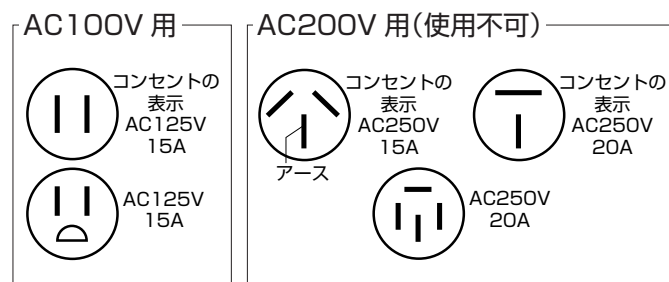 AC100V 用
コンセントの
表示
AC125V
15A
AC125V
15A
AC200V 用(使用不可)
コンセントの
表示
AC250V
15A
アース
コンセントの
表示
AC250V
20A
AC250V
20A